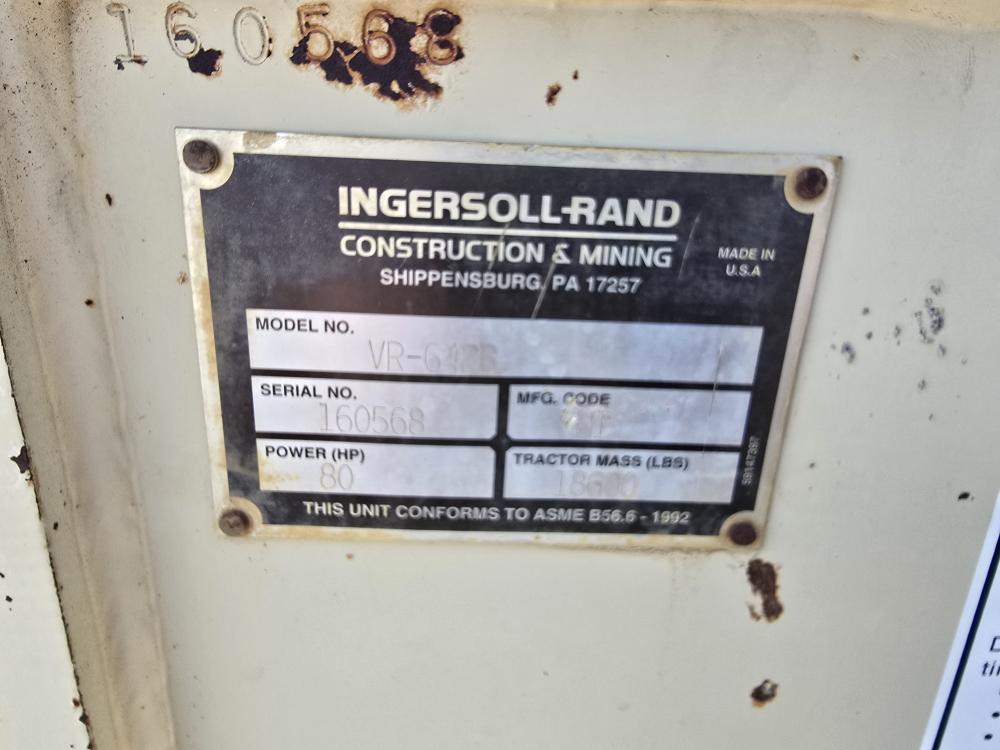 160568
INGERSOLL-RAND
CONSTRUCTION & MINING
MADE IN
U.S.A
SHIPPENSBURG, PA 17257
MODEL NO.
SERIAL NO.
160568
MFG. CODE
POWER (HP)
80
TRACTOR MASS (LBS)
THIS UNIT CONFORMS TO ASME B56.6 - 1992